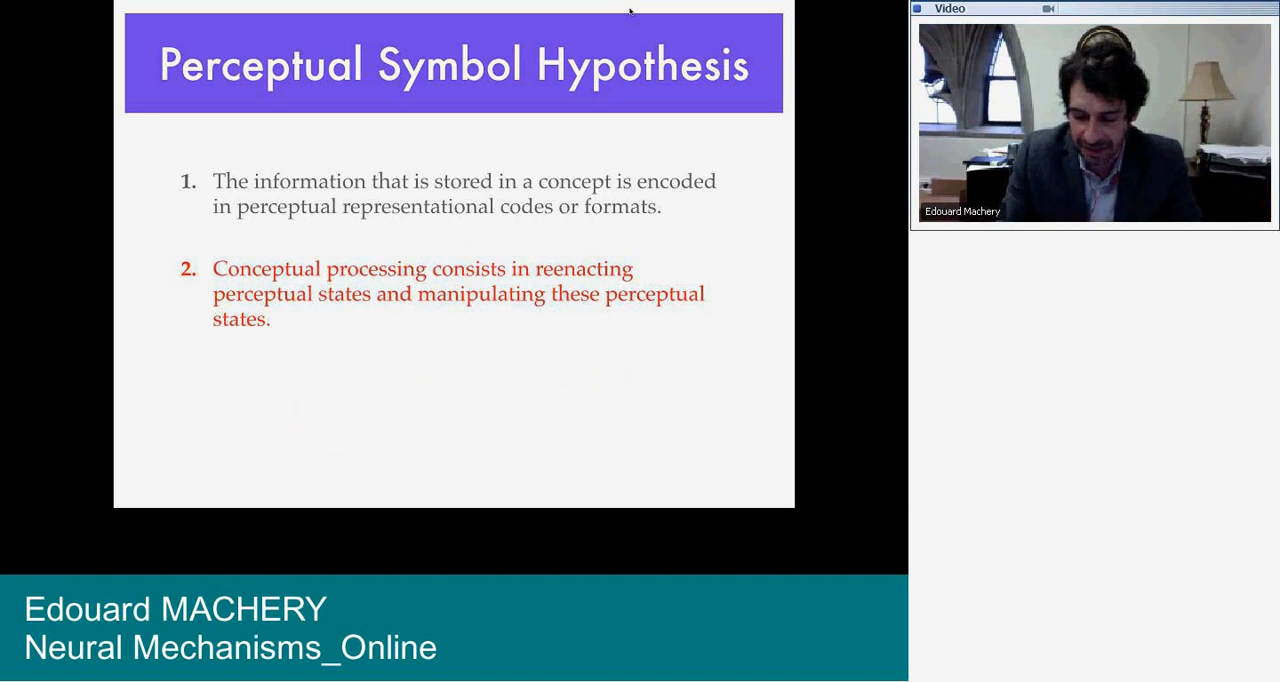 Perceptual Symbol Hypothesis
1. The information that is stored in a concept is encoded
in perceptual representational codes or formats.
2. Conceptual processing consists in reenacting
perceptual states and manipulating these perceptual
states.
Video
Edouard Machery
Edouard MACHERY
Neural Mechanisms_Online